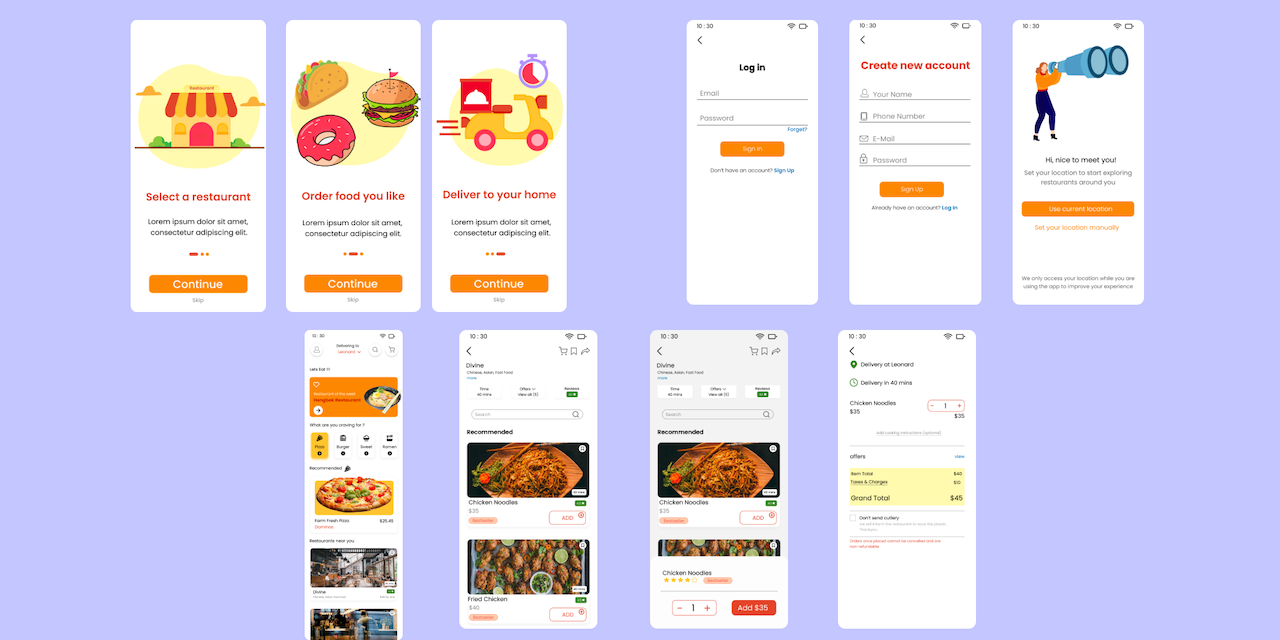 Restaurant
Select a restaurant
Lorem ipsum dolor sit amet,
consectetur adipiscing elit.
Continue
Skip
Order food you like
Lorem ipsum dolor sit amet,
consectetur adipiscing elit.
Continue
Skip
Deliver to your home
Lorem ipsum dolor sit amet,
consectetur adipiscing elit.
Continue
Skip
10 : 30
Log in
Email
Password
Forget?
Sign in
Don't have an account? Sign Up
10 : 30
Create new account
Your Name
Phone Number
E-Mail
Password
Sign Up
Already have an account? Log In
10 : 30
Hi, nice to meet you!
Set your location to start exploring
restaurants around you
Use current location
Set your location manually
We only access your location while you are
using the app to improve your experience
10 : 30
Delivering to
Leonard
Lets Eat !!!
Restaurant of the week
Hangbek Restaurant
What are you craving for ?
Pizza
Burger
Sweet
Ramen
Recommended
Farm Fresh Pizza
$25.45
Dominos
Restaurants near you
Divine
10 : 30
Divine
Chinese, Asian, Fast Food
more
Time
40 mins
Offers
View all (5)
Reviews
Search
Recommended
Chicken Noodles
$35
Bestseller
ADD
Fried Chicken
$40
Bestseller
ADD
10 : 30
Divine
Chinese, Asian, Fast Food
more
Time
40 mins
Offers
View all (5)
Reviews
Search
Recommended
Chicken Noodles
$35
Bestseller
ADD
Chicken Noodles
Bestseller
- 1 +
Add $35
10 : 30
Delivery at Leonard
Delivery in 40 mins
Chicken Noodles
$35
- 1 +
$35
Add cooking instructions (optional)
offers
view
Item Total
$40
Taxes & Charges
$10
Grand Total
$45
Don't send cutlery
Orders once placed cannot be cancelled and are
non-refundable